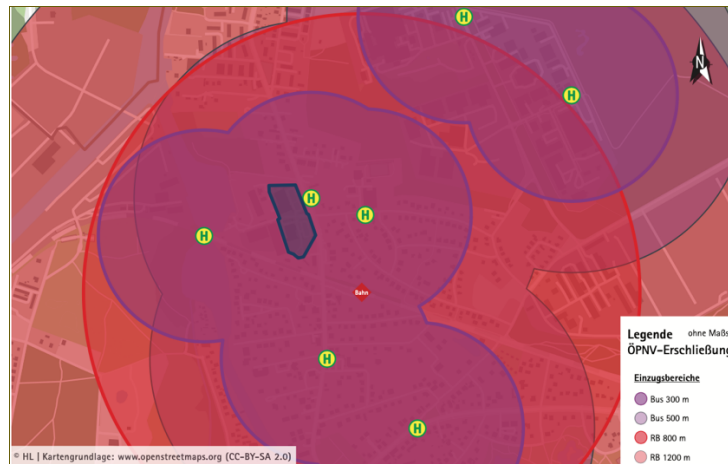 H
H
N
H
H
H
Bahn
H
H
Legende ohne Maßs
ÖPNV-Erschließung
Einzugsbereiche
Bus 300 m
Bus 500 m
RB 800 m
RB 1200 m
© HL | Kartengrundlage: www.openstreetmaps.org (CC-BY-SA 2.0)